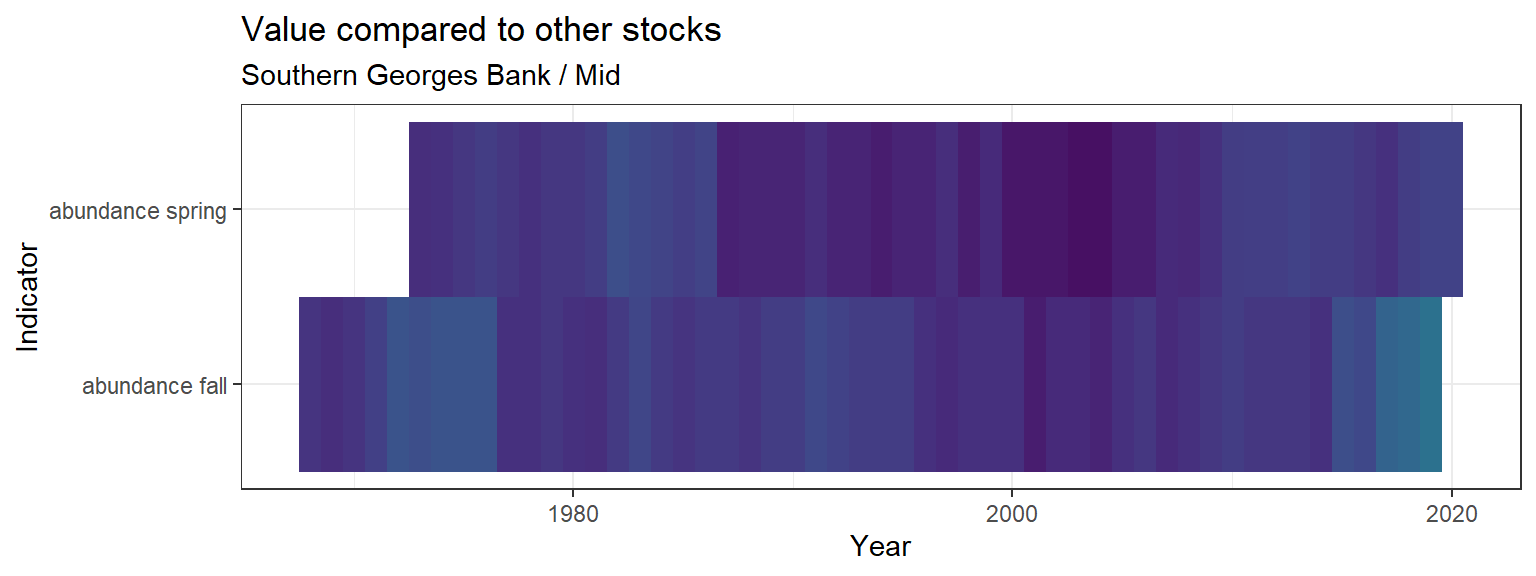 Value compared to other stocks
Southern Georges Bank / Mid
Indicator
abundance spring
abundance fall
1980
2000
2020
Year